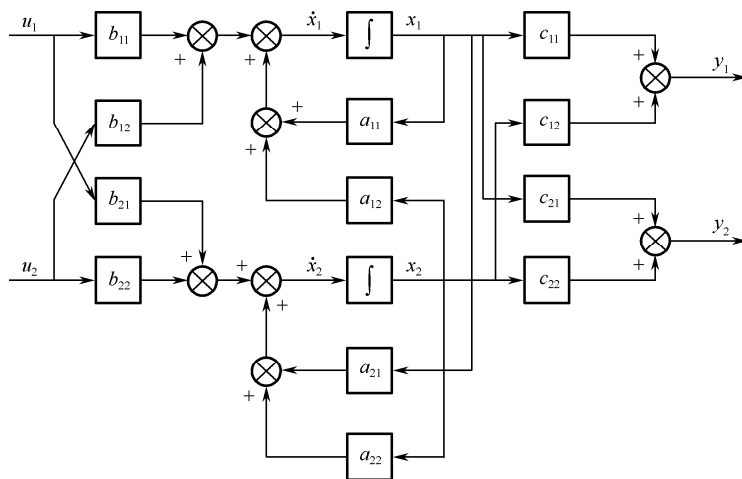 u₁ b₁₁ + ẋ₁ ∫ x₁ c₁₁ + y₁
b₁₂ + + a₁₁ + c₁₂
b₂₁ + a₁₂ c₂₁ + y₂
u₂ b₂₂ + ẋ₂ ∫ x₂ c₂₂ +
+
a₂₁
+
a₂₂